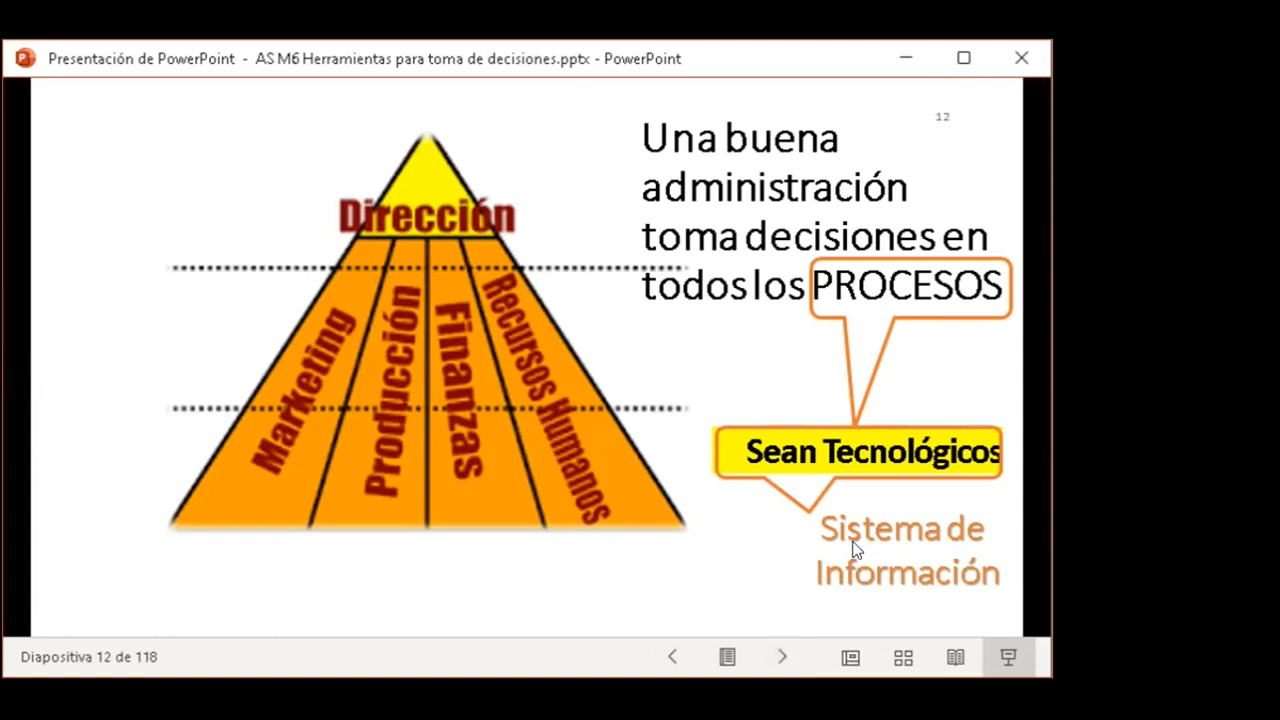 Presentación de PowerPoint - AS M6 Herramientas para toma de decisiones.pptx - PowerPoint
12
Una buena
administración
toma decisiones en
todos los PROCESOS
Dirección
Marketing
Producción
Finanzas
Recursos Humanos
Sean Tecnológicos
Sistema de
Información
Diapositiva 12 de 118